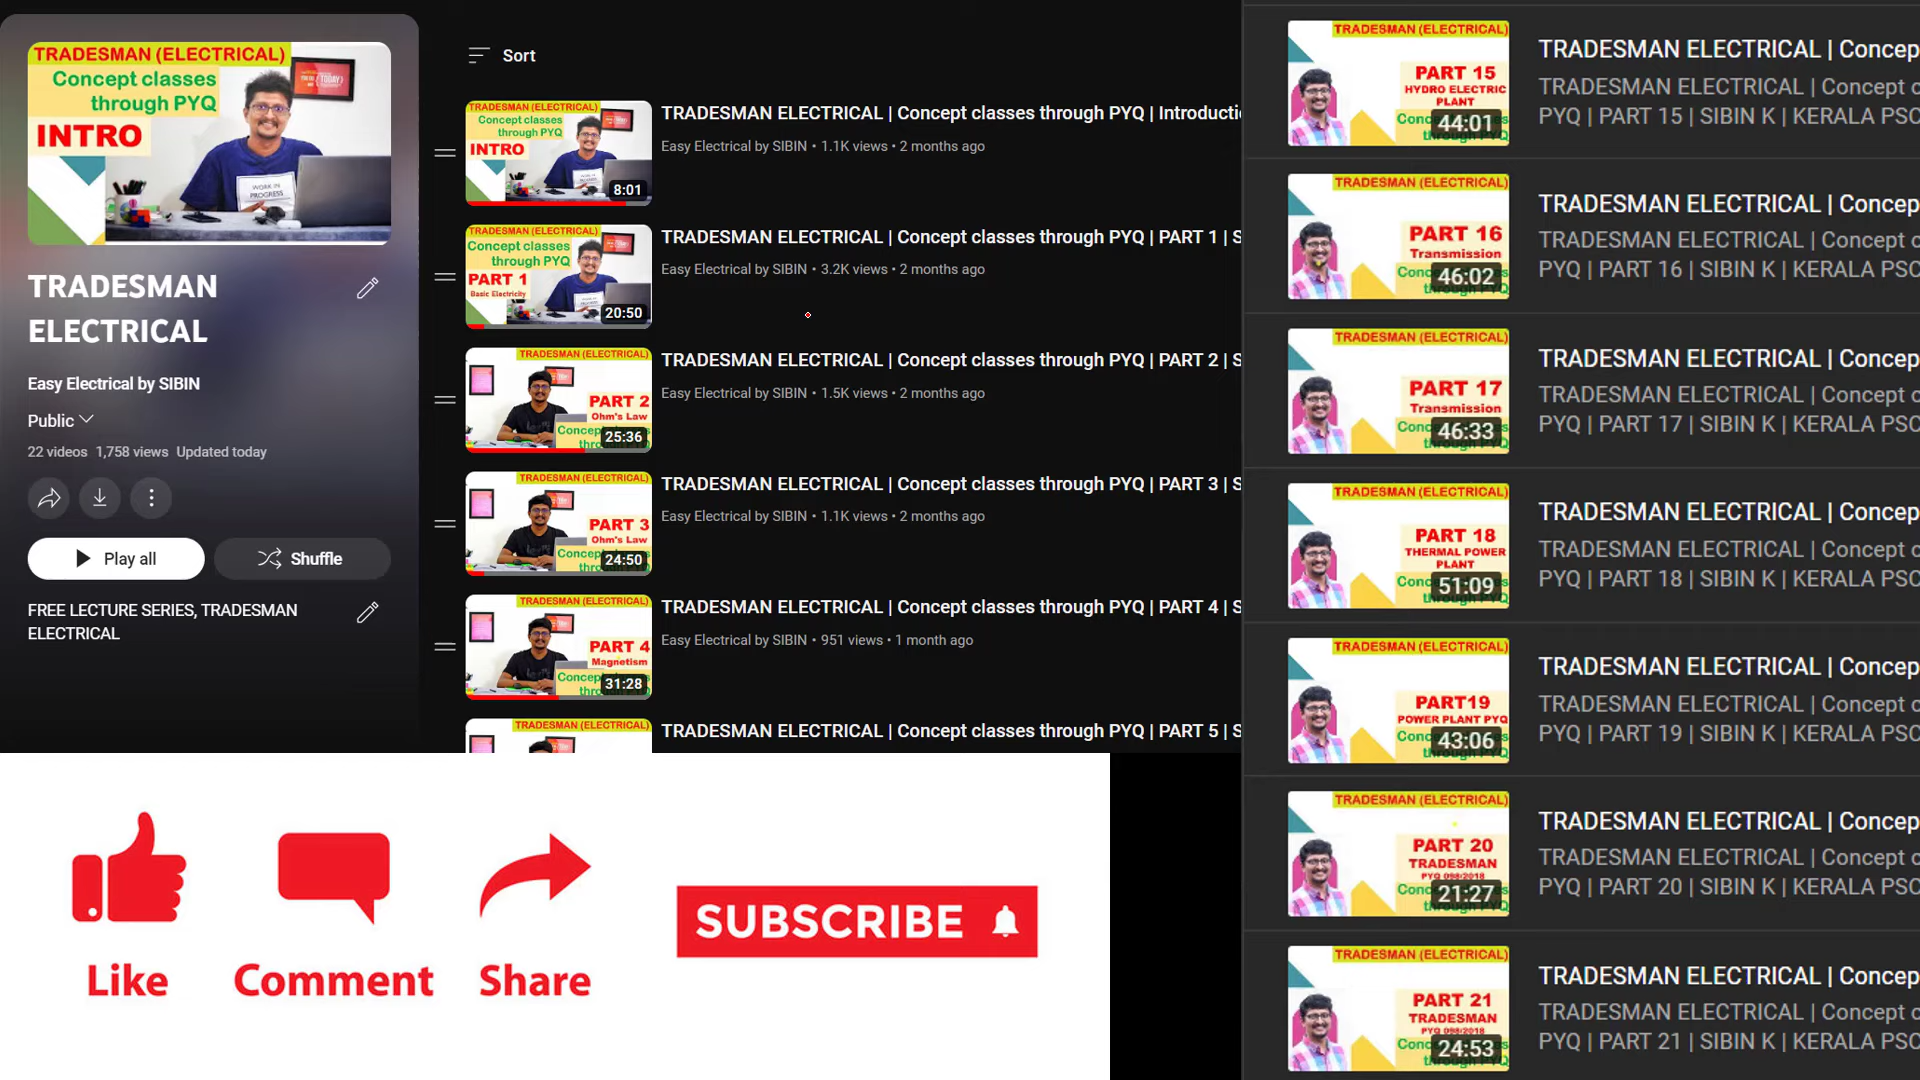 TRADESMAN (ELECTRICAL)
Concept classes
through PYQ
INTRO
WORK IN
PROGRESS
TRADESMAN
ELECTRICAL
Easy Electrical by SIBIN
Public
22 videos 1,758 views Updated today
Play all
Shuffle
FREE LECTURE SERIES, TRADESMAN
ELECTRICAL
Sort
TRADESMAN (ELECTRICAL)
Concept classes
through PYQ
INTRO
8:01
TRADESMAN ELECTRICAL | Concept classes through PYQ | Introducti
Easy Electrical by SIBIN • 1.1K views • 2 months ago
TRADESMAN (ELECTRICAL)
Concept classes
through PYQ
PART 1
Basic Electricity
20:50
TRADESMAN ELECTRICAL | Concept classes through PYQ | PART 1 | S
Easy Electrical by SIBIN • 3.2K views • 2 months ago
TRADESMAN (ELECTRICAL)
PART 2
Ohm's Law
25:36
TRADESMAN ELECTRICAL | Concept classes through PYQ | PART 2 | S
Easy Electrical by SIBIN • 1.5K views • 2 months ago
TRADESMAN (ELECTRICAL)
PART 3
Ohm's Law
24:50
TRADESMAN ELECTRICAL | Concept classes through PYQ | PART 3 | S
Easy Electrical by SIBIN • 1.1K views • 2 months ago
TRADESMAN (ELECTRICAL)
PART 4
Magnetism
31:28
TRADESMAN ELECTRICAL | Concept classes through PYQ | PART 4 | S
Easy Electrical by SIBIN • 951 views • 1 month ago
TRADESMAN (ELECTRICAL)
TRADESMAN ELECTRICAL | Concept classes through PYQ | PART 5 | S
Like
Comment
Share
SUBSCRIBE
TRADESMAN (ELECTRICAL)
PART 15
HYDRO ELECTRIC
PLANT
44:01
TRADESMAN ELECTRICAL | Concep
TRADESMAN ELECTRICAL | Concept c
PYQ | PART 15 | SIBIN K | KERALA PSC
TRADESMAN (ELECTRICAL)
PART 16
Transmission
46:02
TRADESMAN ELECTRICAL | Concep
TRADESMAN ELECTRICAL | Concept c
PYQ | PART 16 | SIBIN K | KERALA PSC
TRADESMAN (ELECTRICAL)
PART 17
Transmission
46:33
TRADESMAN ELECTRICAL | Concep
TRADESMAN ELECTRICAL | Concept c
PYQ | PART 17 | SIBIN K | KERALA PSC
TRADESMAN (ELECTRICAL)
PART 18
THERMAL POWER
PLANT
51:09
TRADESMAN ELECTRICAL | Concep
TRADESMAN ELECTRICAL | Concept c
PYQ | PART 18 | SIBIN K | KERALA PSC
TRADESMAN (ELECTRICAL)
PART19
POWER PLANT PYQ
43:06
TRADESMAN ELECTRICAL | Concep
TRADESMAN ELECTRICAL | Concept c
PYQ | PART 19 | SIBIN K | KERALA PSC
TRADESMAN (ELECTRICAL)
PART 20
TRADESMAN
PYQ 098/2018
21:27
TRADESMAN ELECTRICAL | Concep
TRADESMAN ELECTRICAL | Concept c
PYQ | PART 20 | SIBIN K | KERALA PSC
TRADESMAN (ELECTRICAL)
PART 21
TRADESMAN
PYQ 098/2018
24:53
TRADESMAN ELECTRICAL | Concep
TRADESMAN ELECTRICAL | Concept c
PYQ | PART 21 | SIBIN K | KERALA PSC